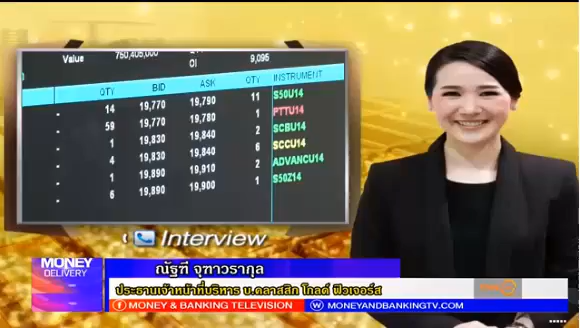 Value 750,405,000
OI 9,095
QTY BID ASK QTY INSTRUMENT
- 14 19,770 19,790 11 S50U14
- 59 19,770 19,780 1 PTTU14
- 1 19,830 19,840 2 SCBU14
- 4 19,830 19,840 6 SCCU14
- 1 19,890 19,910 2 ADVANCU14
- 6 19,890 19,900 1 S50Z14
Interview
MONEY
DELIVERY
ณัฐฑี จุฑาวรากุล
ประธานเจ้าหน้าที่บริหาร บ.คลาสสิก โกลด์ ฟิวเจอร์ส
MONEY & BANKING TELEVISION
MONEYANDBANKINGTV.COM